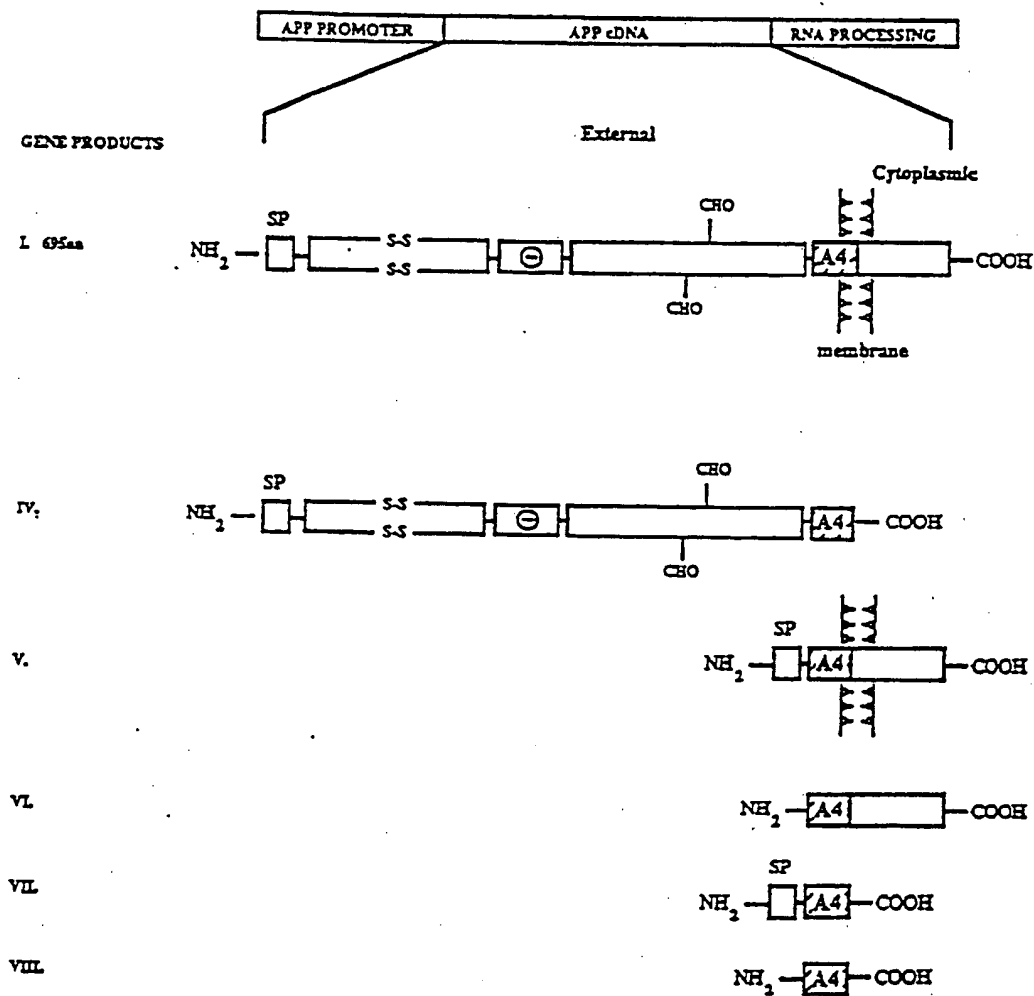 APP PROMOTER APP cDNA RNA PROCESSING
GENE PRODUCTS
External
Cytoplasmic
I. 695aa
SP
CHO
NH2
S-S
S-S
⊖
A4
COOH
CHO
membrane
IV.
SP
CHO
NH2
S-S
S-S
⊖
A4
COOH
CHO
V.
SP
NH2
A4
COOH
VI.
NH2
A4
COOH
VII.
SP
NH2
A4
COOH
VIII.
NH2
A4
COOH